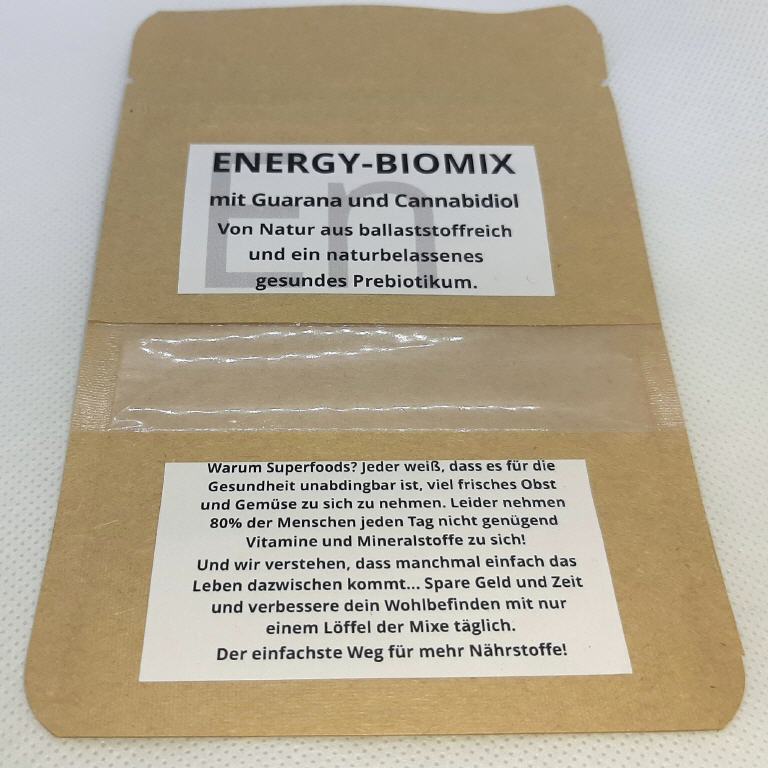 En
ENERGY-BIOMIX
mit Guarana und Cannabidiol
Von Natur aus ballaststoffreich
und ein naturbelassenes
gesundes Prebiotikum.
Warum Superfoods? Jeder weiß, dass es für die
Gesundheit unabdingbar ist, viel frisches Obst
und Gemüse zu sich zu nehmen. Leider nehmen
80% der Menschen jeden Tag nicht genügend
Vitamine und Mineralstoffe zu sich!
Und wir verstehen, dass manchmal einfach das
Leben dazwischen kommt... Spare Geld und Zeit
und verbessere dein Wohlbefinden mit nur
einem Löffel der Mixe täglich.
Der einfachste Weg für mehr Nährstoffe!